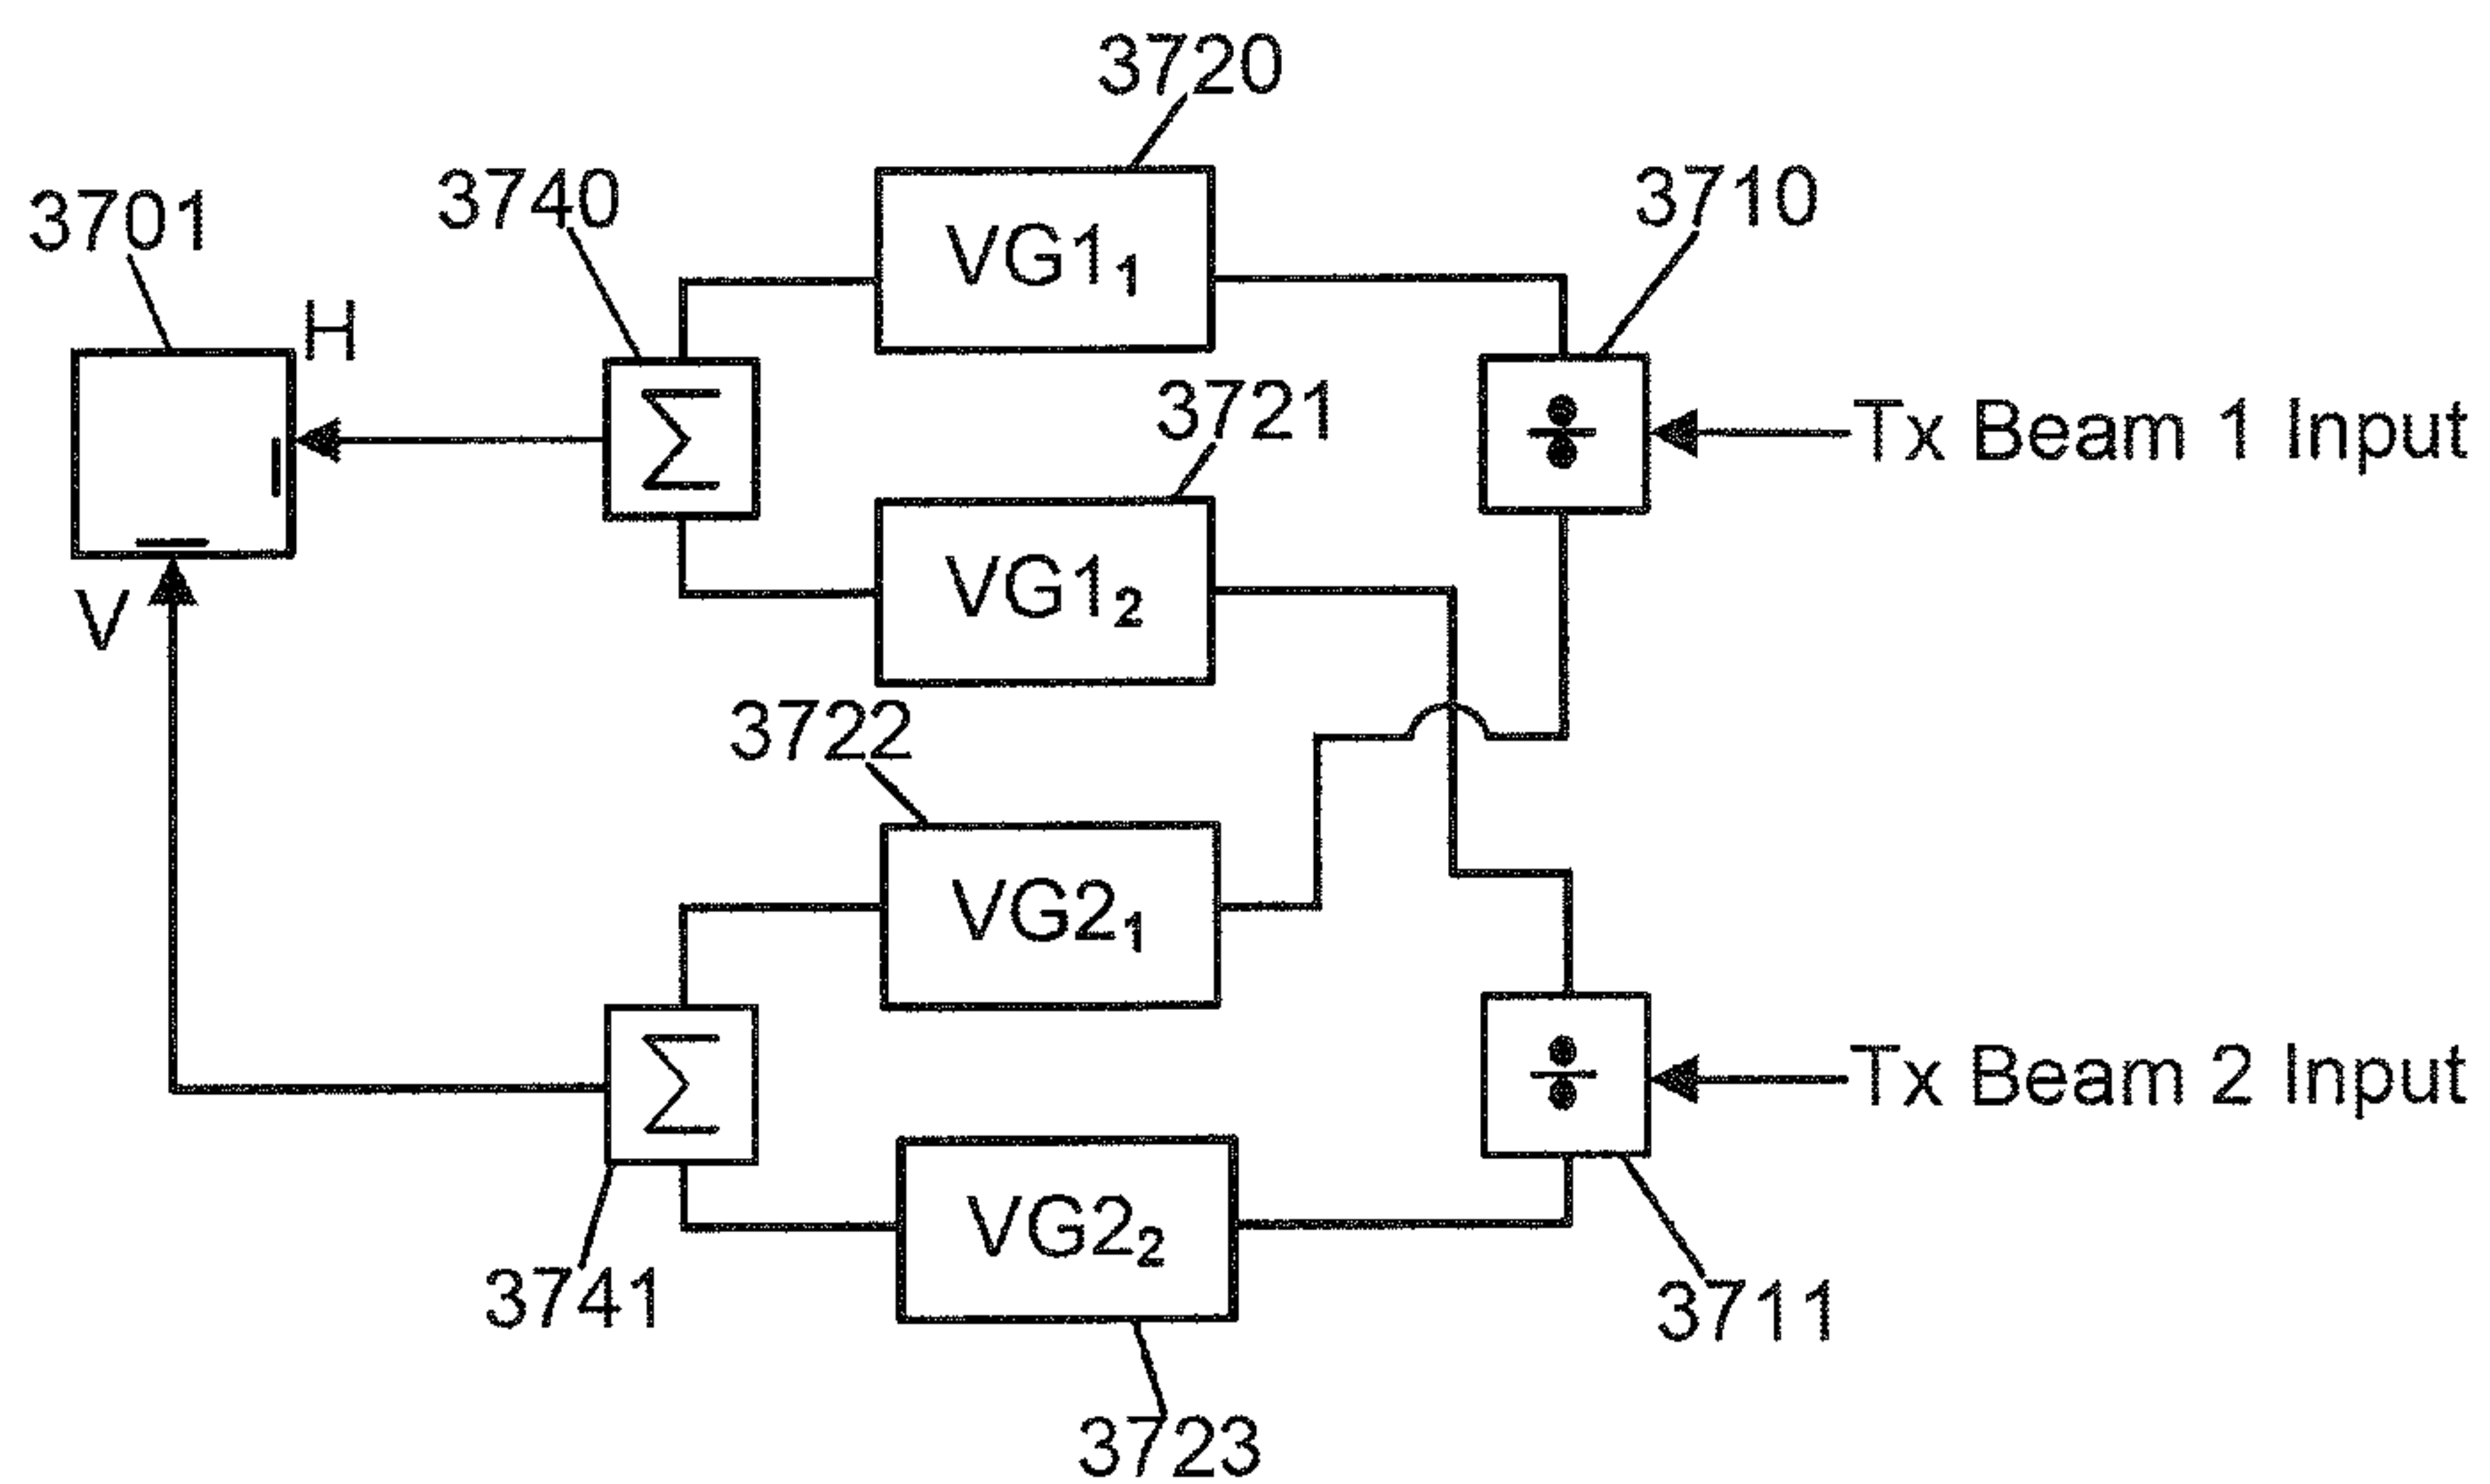 3720
3740
3710
3701
VG1₁
H
3721
Σ
÷
Tx Beam 1 Input
VG1₂
V
3722
VG2₁
Σ
÷
Tx Beam 2 Input
VG2₂
3741
3711
3723